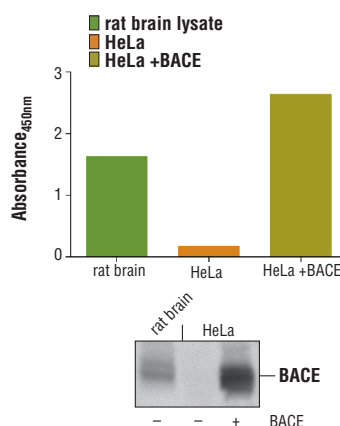 rat brain lysate
HeLa
HeLa +BACE
Absorbance450nm
3
2
1
0
rat brain HeLa HeLa +BACE
rat brain HeLa
BACE
– – + BACE